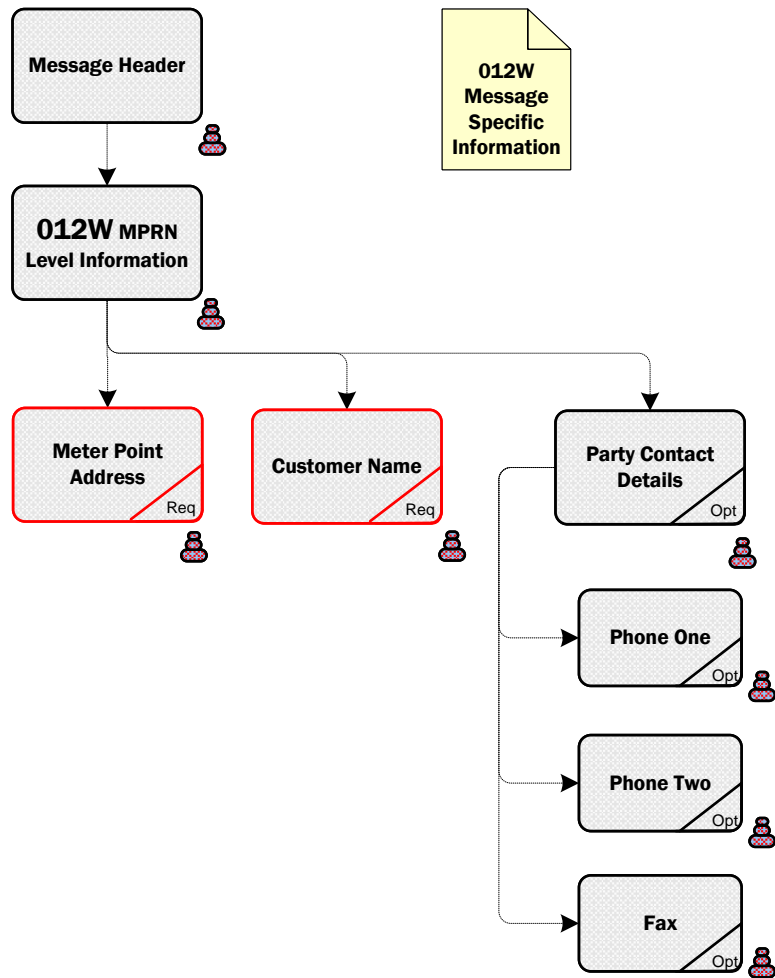 Message Header
012W
Message
Specific
Information
012W MPRN
Level Information
Meter Point
Address
Req
Customer Name
Req
Party Contact
Details
Opt
Phone One
Opt
Phone Two
Opt
Fax
Opt